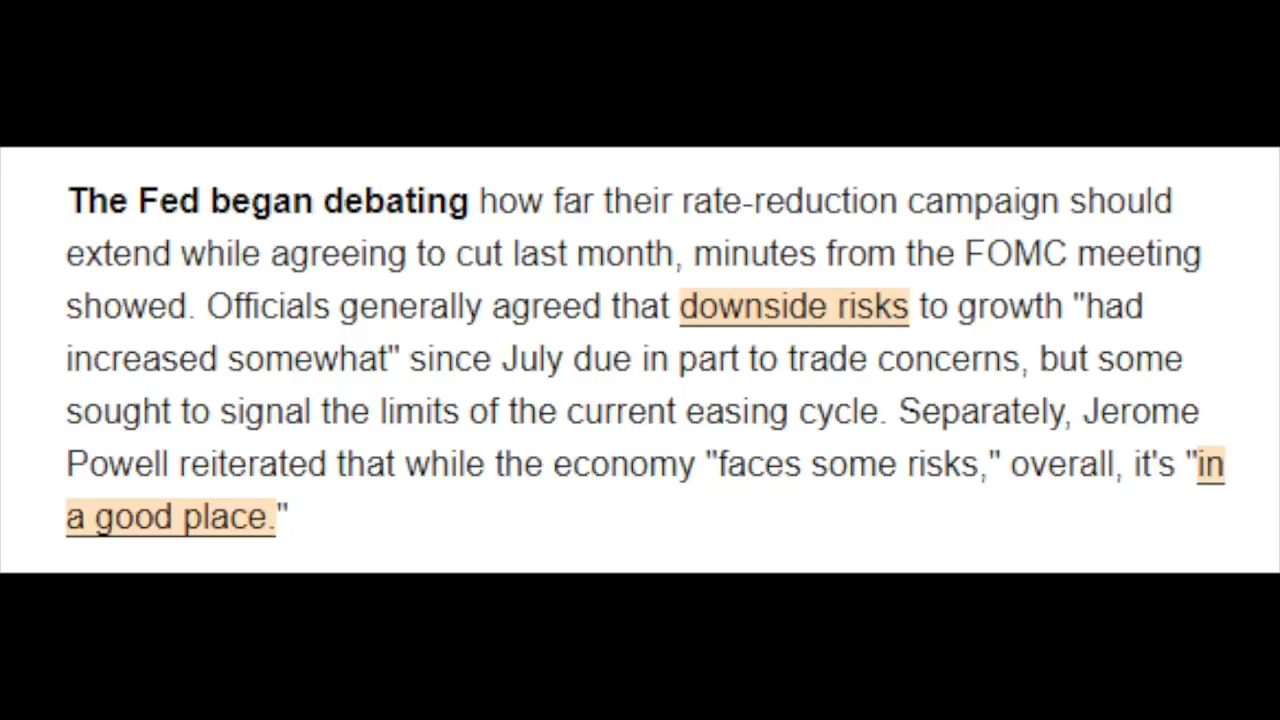 The Fed began debating how far their rate-reduction campaign should
extend while agreeing to cut last month, minutes from the FOMC meeting
showed. Officials generally agreed that downside risks to growth "had
increased somewhat" since July due in part to trade concerns, but some
sought to signal the limits of the current easing cycle. Separately, Jerome
Powell reiterated that while the economy "faces some risks," overall, it's "in
a good place."